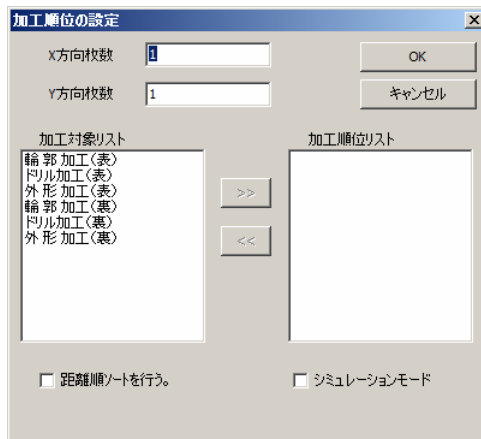 加工順位の設定
X方向枚数 1 OK
Y方向枚数 1 キャンセル
加工対象リスト 加工順位リスト
輪郭加工(表)
ドリル加工(表)
外形加工(表)
輪郭加工(裏)
ドリル加工(裏)
外形加工(裏)
>>
<<
距離順ソートを行う。 シミュレーションモード